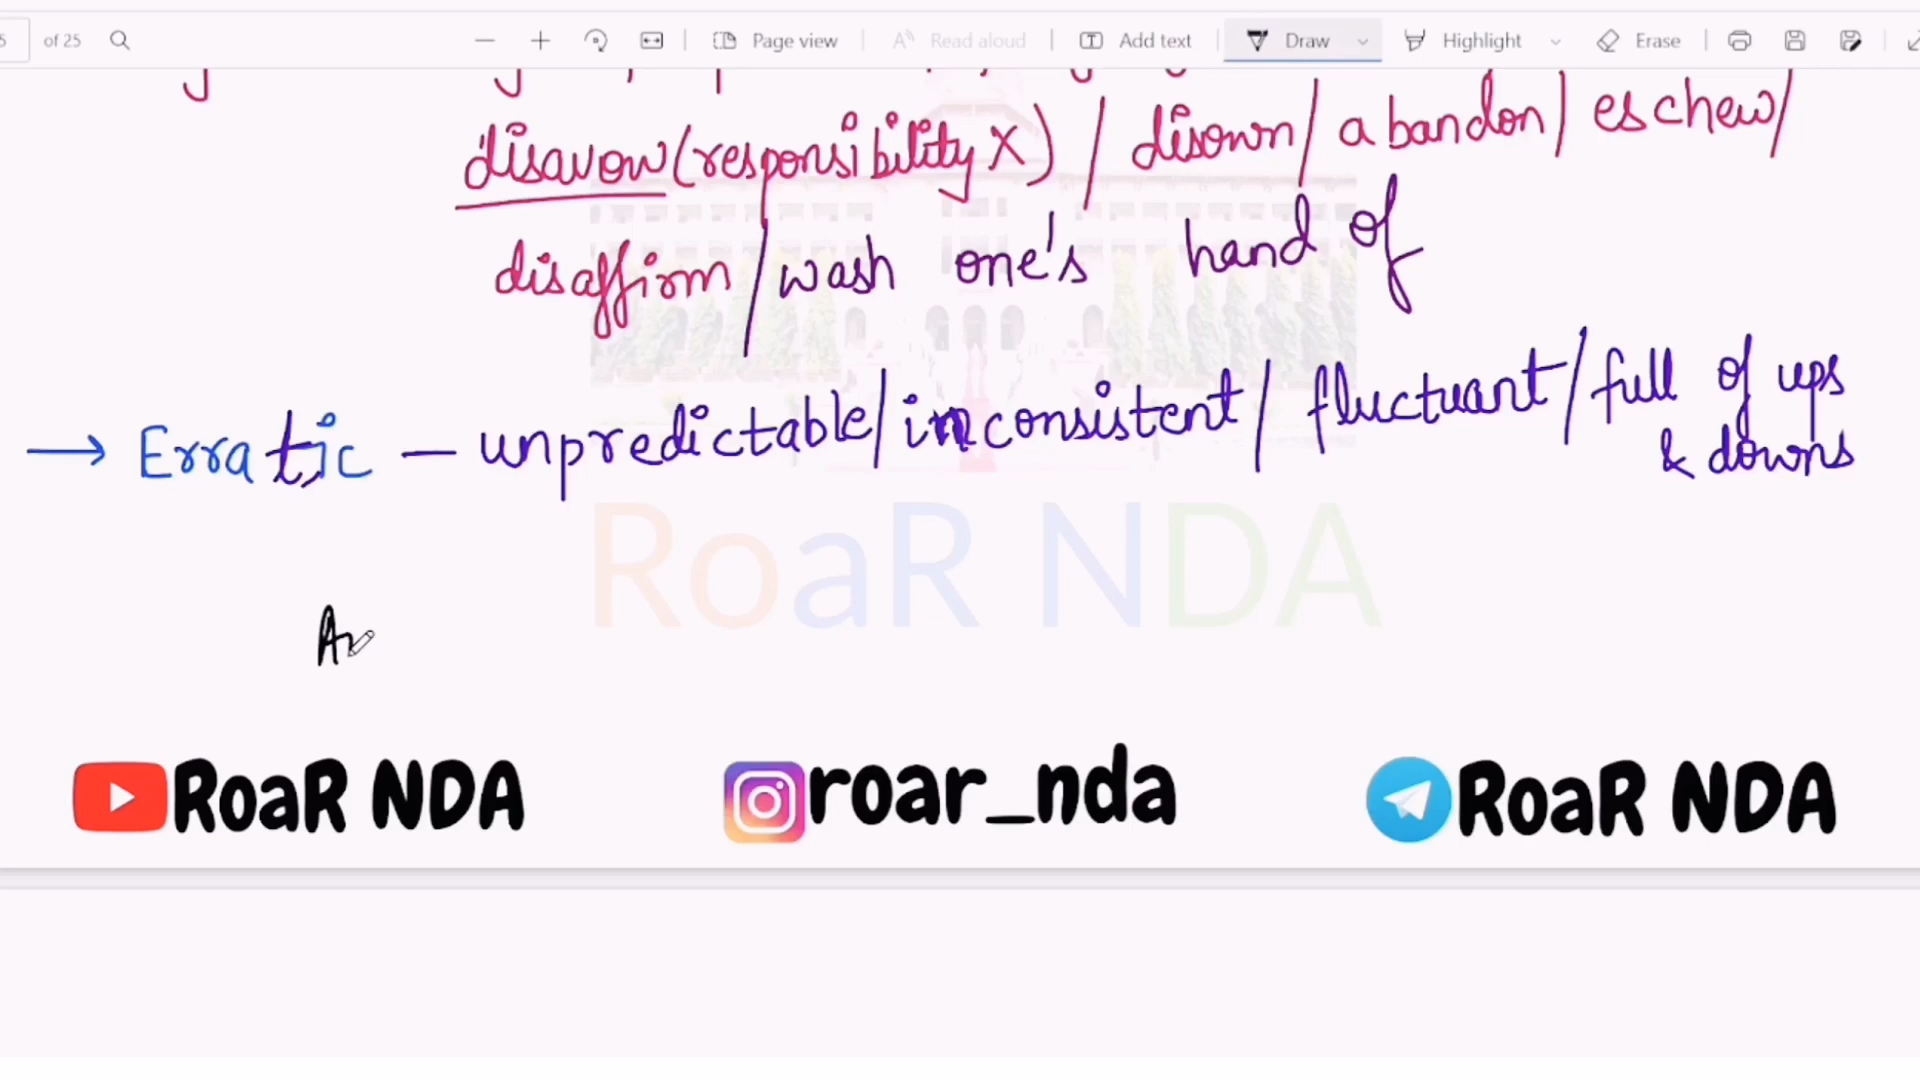 of 25 Page view Read aloud Add text Draw Highlight Erase
disavow (responsibility X) / disown / abandon / eschew /
disaffirm / wash one's hand of
→ Erratic — unpredictable / inconsistent / fluctuant / full of ups
& downs
RoaR NDA
RoaR NDA roar_nda RoaR NDA